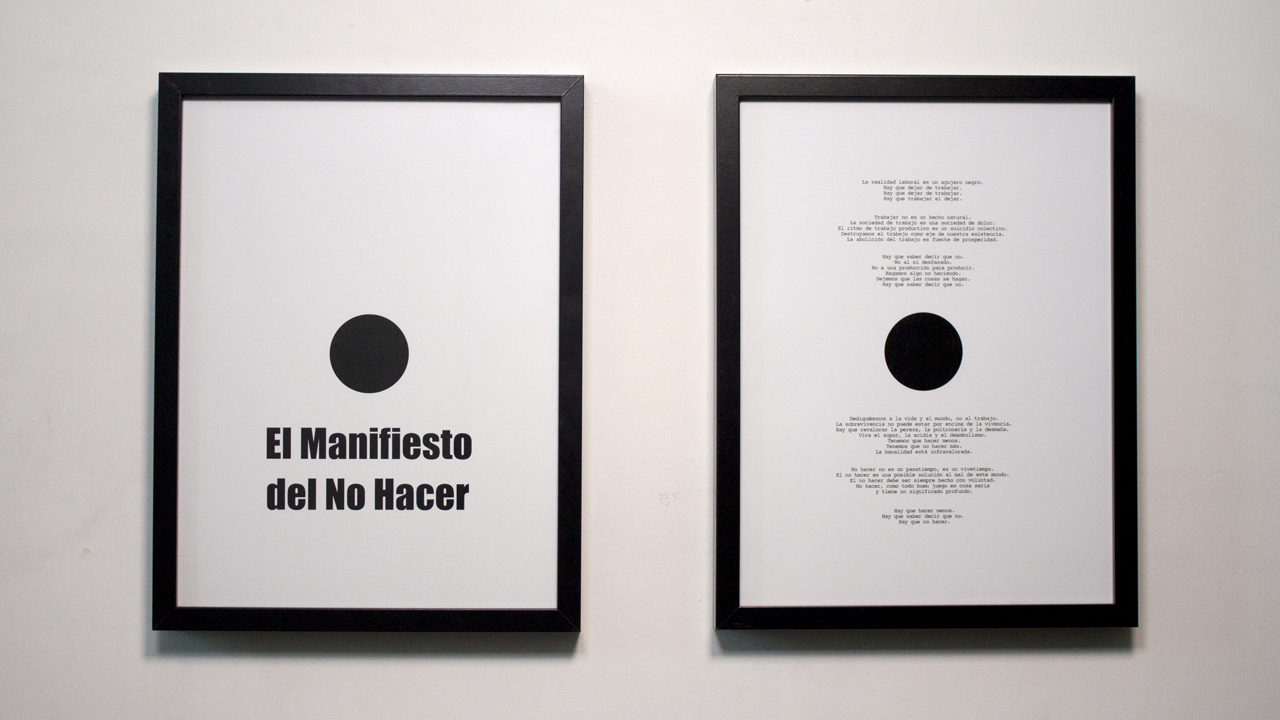 El Manifiesto
del No Hacer
La realidad laboral es un agujero negro.
Hay que dejar de trabajar.
Hay que dejar de trabajar.
Hay que trabajar el dejar.
Trabajar no es un hecho natural.
La sociedad de trabajo es una sociedad de dolor.
El ritmo de trabajo productivo es un suicidio colectivo.
Destruyamos el trabajo como eje de nuestra existencia.
La abolición del trabajo es fuente de prosperidad.
Hay que saber decir que no.
No al sí desfasado.
No a una producción para producir.
Hagamos algo no haciendo.
Dejemos que las cosas se hagan.
Hay que saber decir que no.
Dediquémonos a la vida y al mundo, no al trabajo.
La sobrevivencia no puede estar por encima de la vivencia.
Hay que revalorar la pereza, la poltronería y la desmaña.
Viva el sopor, la acidia y el deambulismo.
Tenemos que hacer menos.
Tenemos que no hacer más.
La banalidad está infravalorada.
No hacer no es un pasatiempo, es un vivetiempo.
El no hacer es una posible solución al mal de este mundo.
El no hacer debe ser siempre hecho con voluntad.
No hacer, como todo buen juego es cosa seria
y tiene un significado profundo.
Hay que hacer menos.
Hay que saber decir que no.
Hay que no hacer.